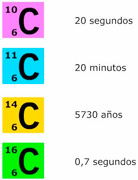 10
6 C 20 segundos
11
6 C 20 minutos
14
6 C 5730 años
16
6 C 0,7 segundos